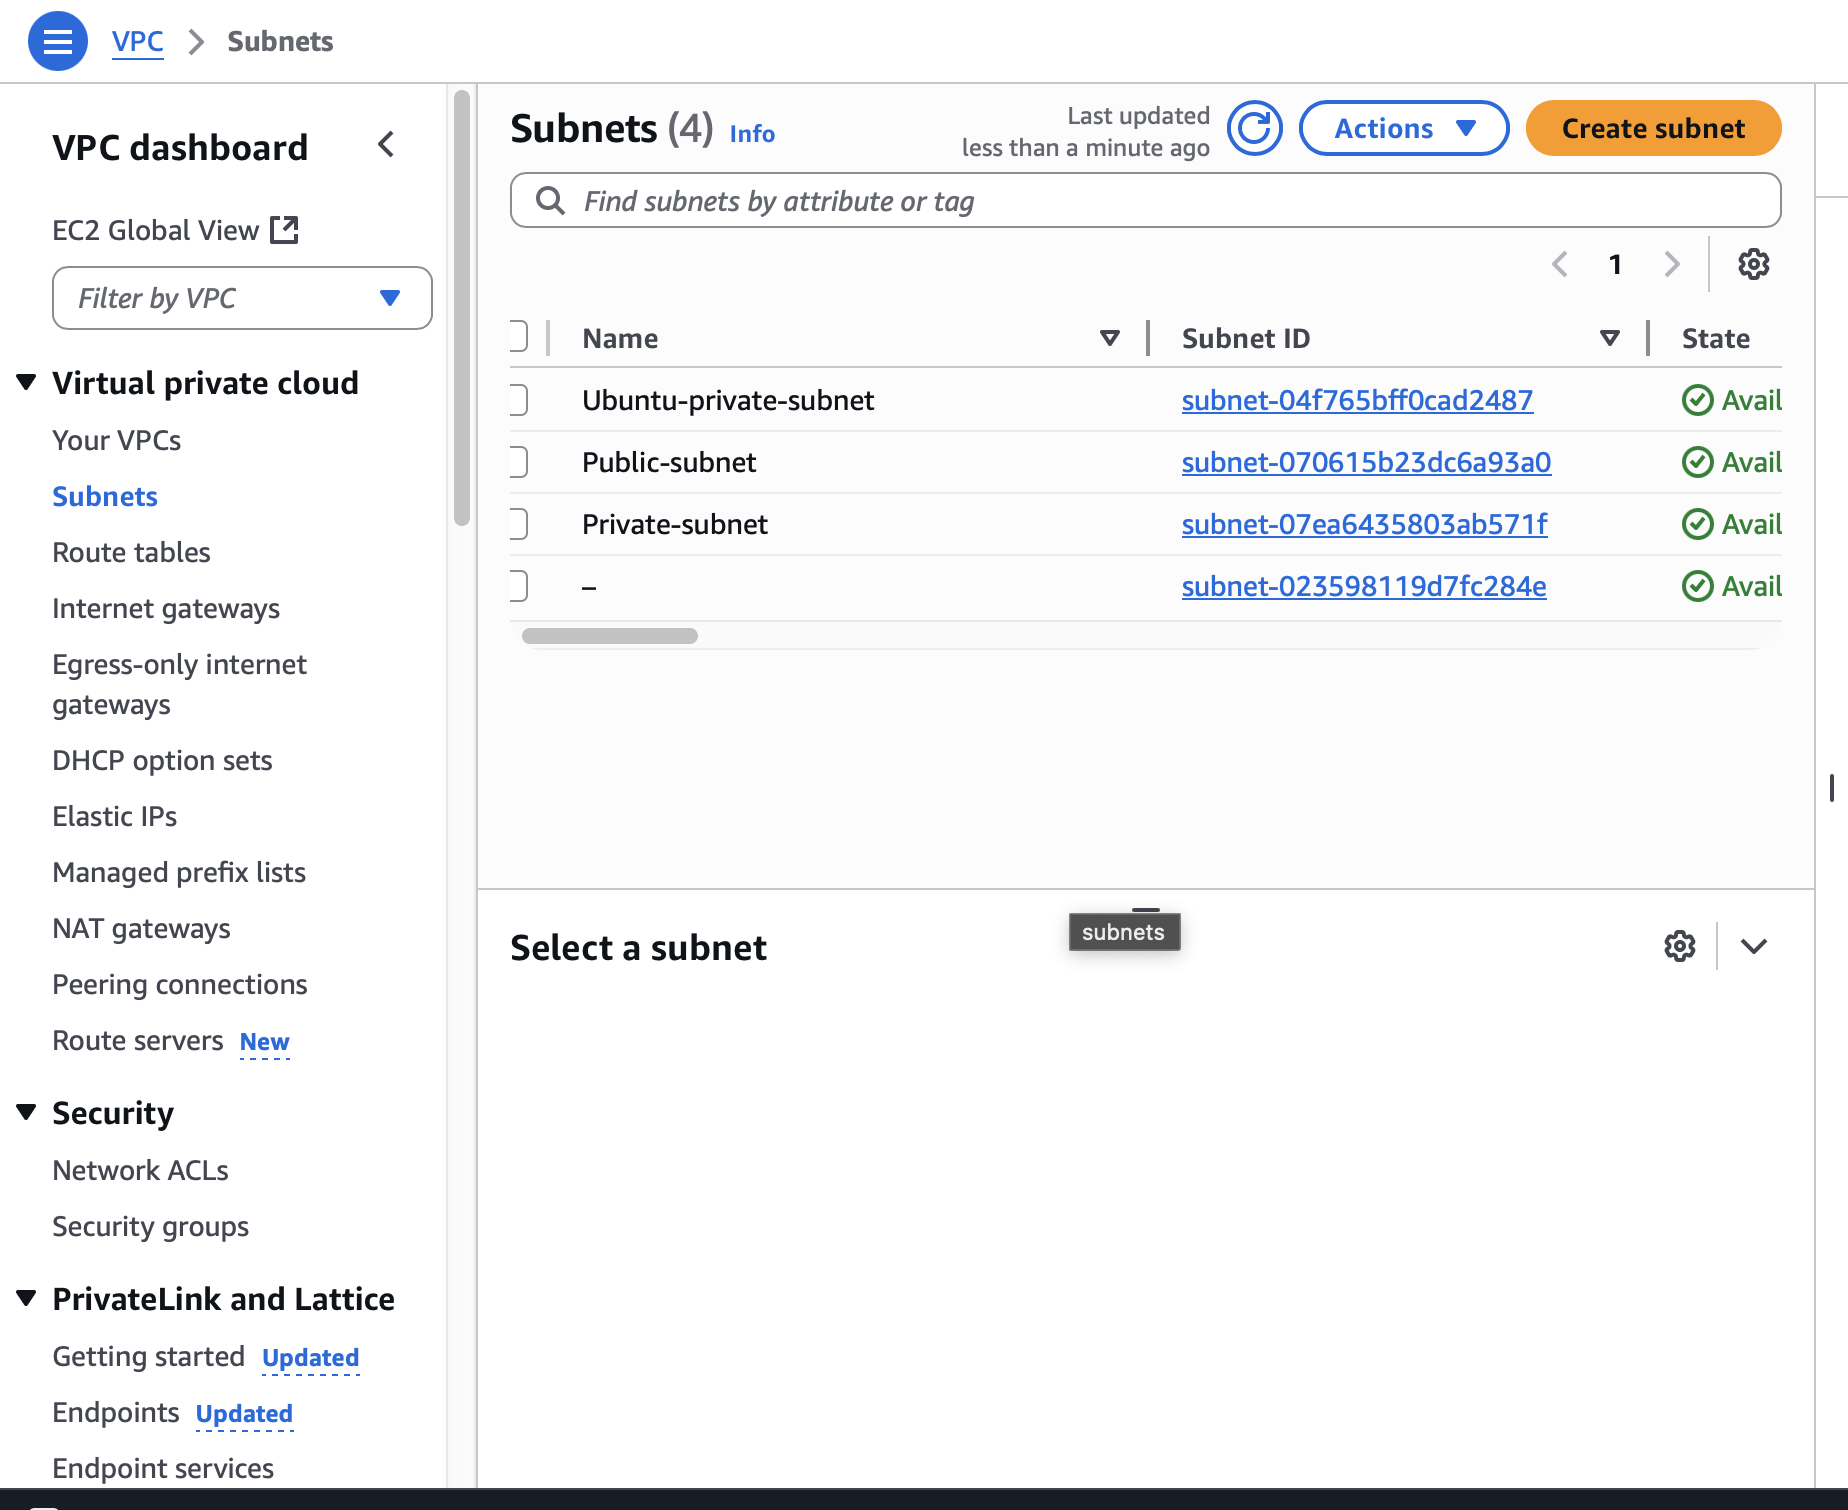 VPC > Subnets
VPC dashboard
EC2 Global View
Filter by VPC
Virtual private cloud
Your VPCs
Subnets
Route tables
Internet gateways
Egress-only internet
gateways
DHCP option sets
Elastic IPs
Managed prefix lists
NAT gateways
Peering connections
Route servers New
Security
Network ACLs
Security groups
PrivateLink and Lattice
Getting started Updated
Endpoints Updated
Endpoint services
Subnets (4) Info
Last updated
less than a minute ago
Actions
Create subnet
Find subnets by attribute or tag
1
Name Subnet ID State
Ubuntu-private-subnet subnet-04f765bff0cad2487 Avail
Public-subnet subnet-070615b23dc6a93a0 Avail
Private-subnet subnet-07ea6435803ab571f Avail
– subnet-023598119d7fc284e Avail
subnets
Select a subnet